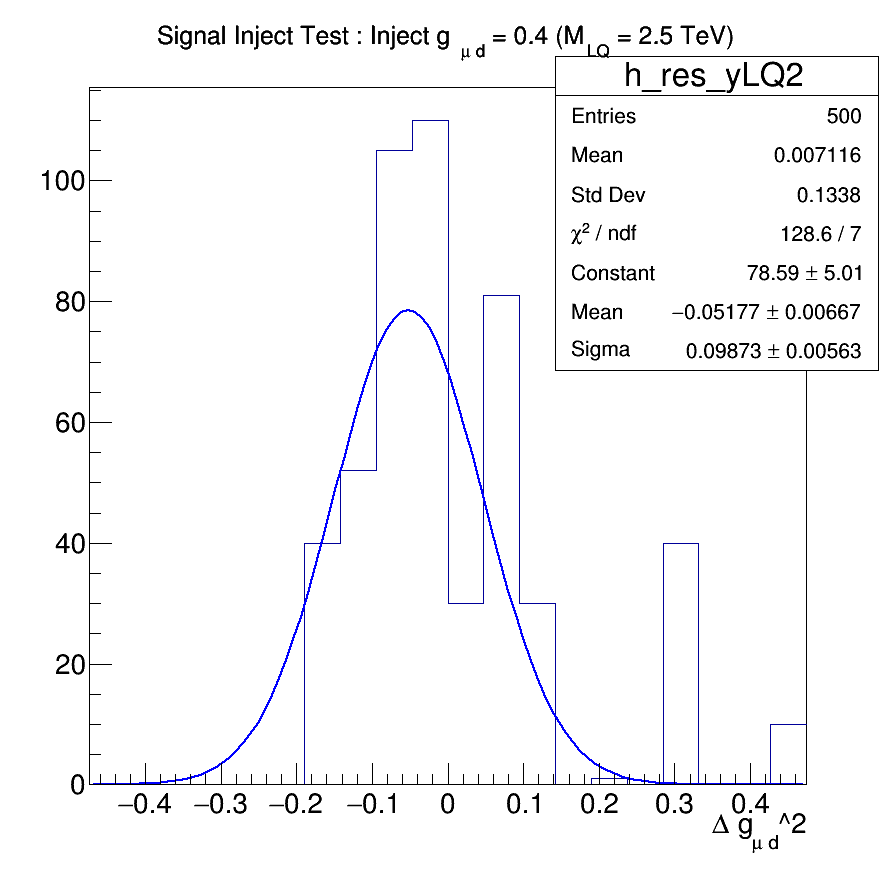 Signal Inject Test : Inject g μ d = 0.4 (M LQ = 2.5 TeV)
h_res_yLQ2
Entries 500
Mean 0.007116
Std Dev 0.1338
χ² / ndf 128.6 / 7
Constant 78.59 ± 5.01
Mean −0.05177 ± 0.00667
Sigma 0.09873 ± 0.00563
100
80
60
40
20
0
−0.4 −0.3 −0.2 −0.1 0 0.1 0.2 0.3 0.4
Δ g μ d ^2